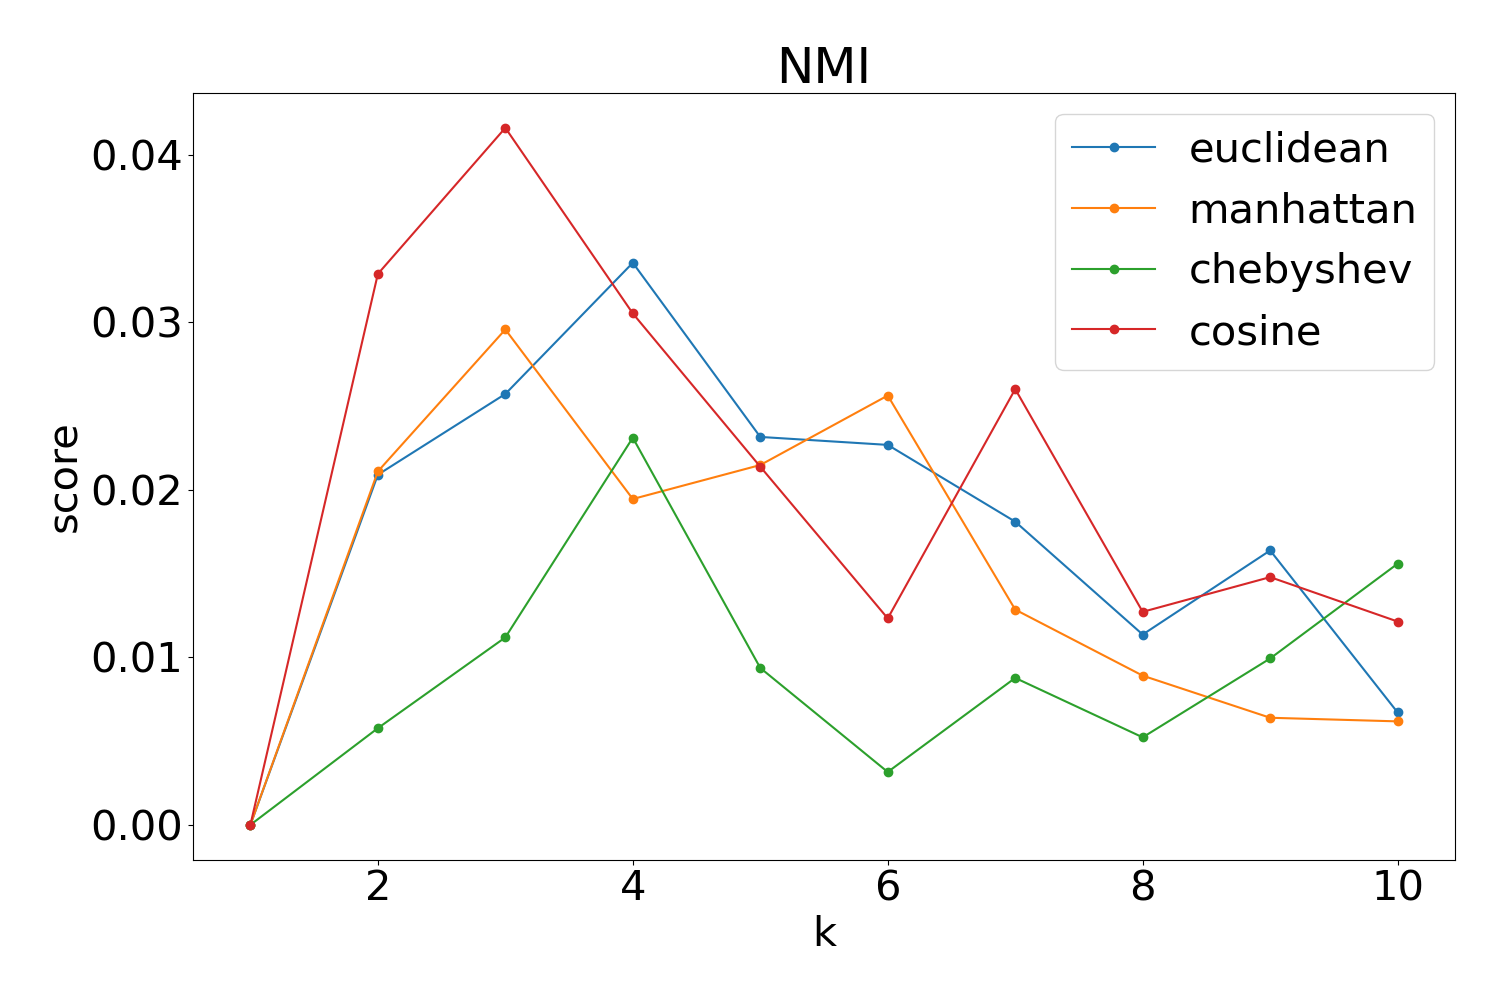 NMI
euclidean
manhattan
chebyshev
cosine
score
0.04
0.03
0.02
0.01
0.00
2 4 6 8 10
k